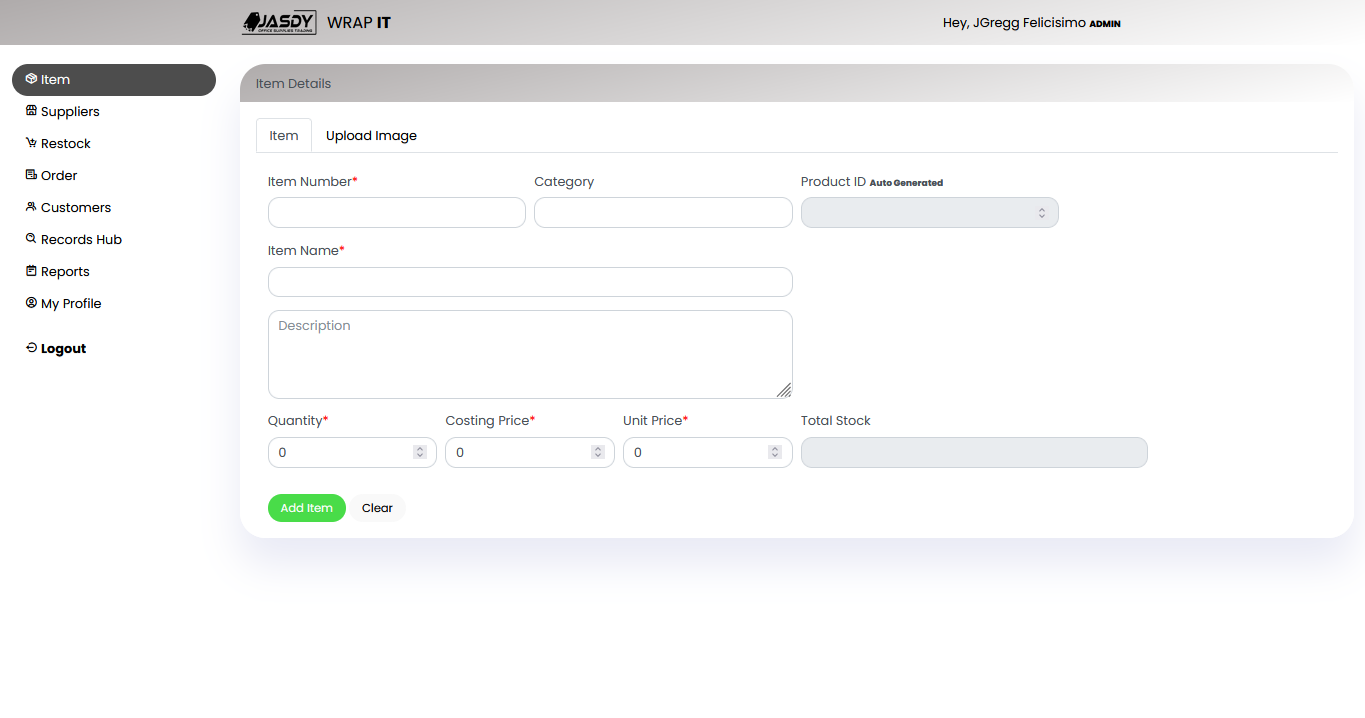 JASDY
OFFICE SUPPLIES TRADING
WRAP IT
Hey, JGregg Felicisimo ADMIN
Item
Suppliers
Restock
Order
Customers
Records Hub
Reports
My Profile
Logout
Item Details
Item Upload Image
Item Number* Category Product ID Auto Generated
Item Name*
Description
Quantity* Costing Price* Unit Price* Total Stock
0 0 0
Add Item Clear